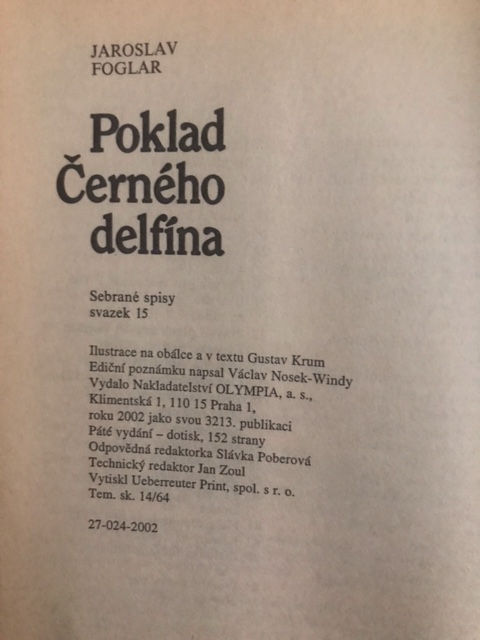 JAROSLAV
FOGLAR
Poklad
Černého
delfína
Sebrané spisy
svazek 15
Ilustrace na obálce a v textu Gustav Krum
Ediční poznámku napsal Václav Nosek-Windy
Vydalo Nakladatelství OLYMPIA, a. s.,
Klimentská 1, 110 15 Praha 1,
roku 2002 jako svou 3213. publikaci
Páté vydání – dotisk, 152 strany
Odpovědná redaktorka Slávka Poberová
Technický redaktor Jan Zoul
Vytiskl Ueberreuter Print, spol. s r. o.
Tem. sk. 14/64
27-024-2002